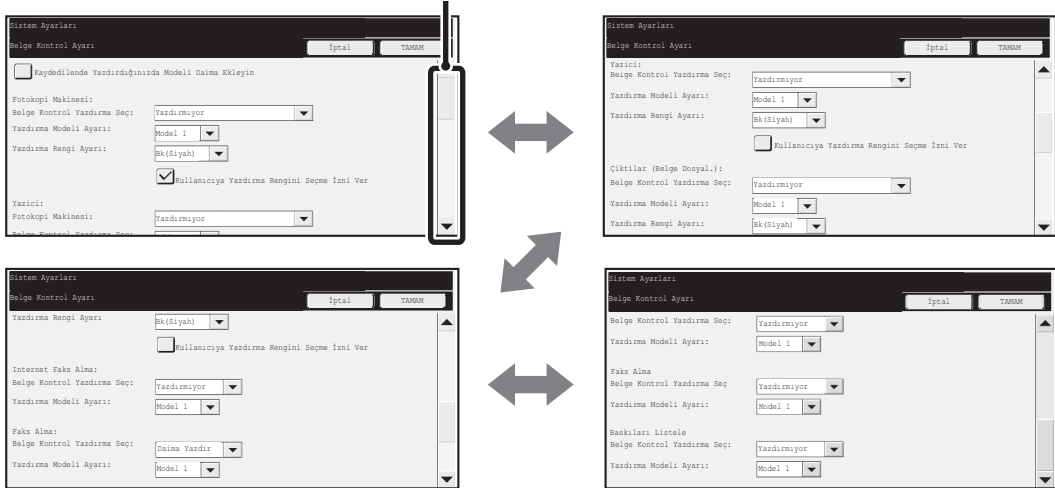 Sistem Ayarları
Belge Kontrol Ayarı İptal TAMAM
Kaydedilende Yazdırdığınızda Modeli Daima Ekleyin
Fotokopi Makinesi:
Belge Kontrol Yazdırma Seç: Yazdırmıyor
Yazdırma Modeli Ayarı: Model 1
Yazdırma Rengi Ayarı: Bk(Siyah)
Kullanıcıya Yazdırma Rengini Seçme İzni Ver
Yazici:
Fotokopi Makinesi: Yazdırmıyor
Belge Kontrol Yazdırma Seç:
Sistem Ayarları
Belge Kontrol Ayarı İptal TAMAM
Yazici:
Belge Kontrol Yazdırma Seç: Yazdırmıyor
Yazdırma Modeli Ayarı: Model 1
Yazdırma Rengi Ayarı: Bk(Siyah)
Kullanıcıya Yazdırma Rengini Seçme İzni Ver
Çiktilar (Belge Dosyal.):
Belge Kontrol Yazdırma Seç: Yazdırmıyor
Yazdırma Modeli Ayarı: Model 1
Yazdırma Rengi Ayarı: Bk(Siyah)
Sistem Ayarları
Belge Kontrol Ayarı İptal TAMAM
Yazdırma Rengi Ayarı Bk(Siyah)
Kullanıcıya Yazdırma Rengini Seçme İzni Ver
Internet Faks Alma:
Belge Kontrol Yazdırma Seç: Yazdırmıyor
Yazdırma Modeli Ayarı: Model 1
Faks Alma:
Belge Kontrol Yazdırma Seç: Daima Yazdır
Yazdırma Modeli Ayarı: Model 1
Sistem Ayarları
Belge Kontrol Ayarı İptal TAMAM
Belge Kontrol Yazdırma Seç: Yazdırmıyor
Yazdırma Modeli Ayarı: Model 1
Faks Alma
Belge Kontrol Yazdırma Seç Yazdırmıyor
Yazdırma Modeli Ayarı: Model 1
Baskıları Listele
Belge Kontrol Yazdırma Seç: Yazdırmıyor
Yazdırma Modeli Ayarı: Model 1